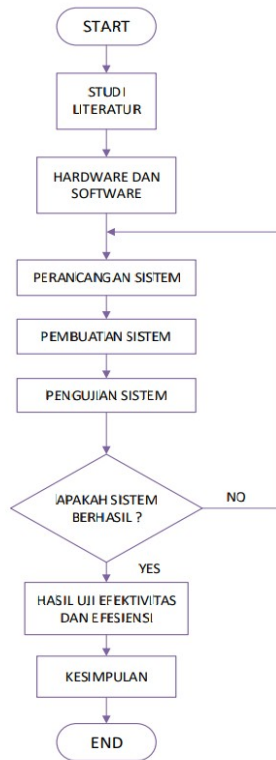 START
STUDI
LITERATUR
HARDWARE DAN
SOFTWARE
PERANCANGAN SISTEM
PEMBUATAN SISTEM
PENGUJIAN SISTEM
APAKAH SISTEM
BERHASIL ?
NO
YES
HASIL UJI EFEKTIVITAS
DAN EFESIENSI
KESIMPULAN
END